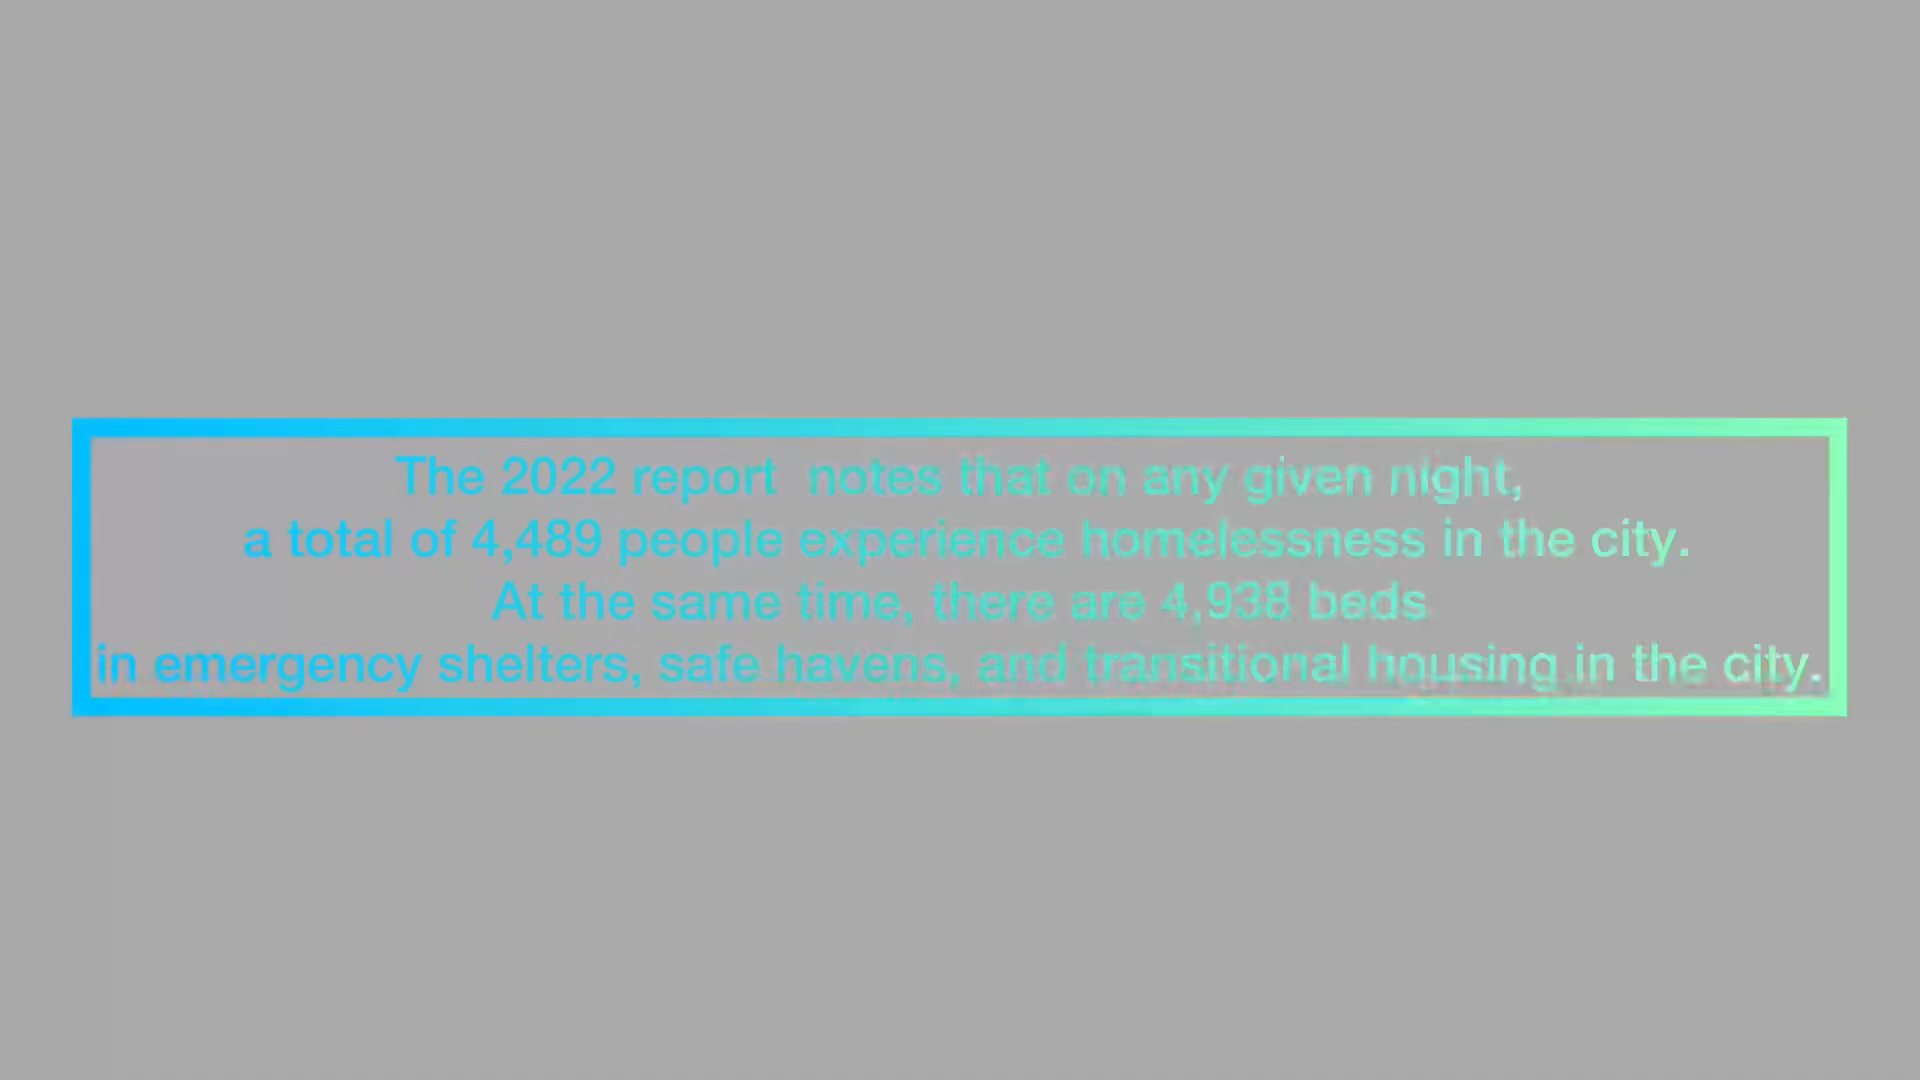 The 2022 report  notes that on any given night,
a total of 4,489 people experience homelessness in the city.
At the same time, there are 4,938 beds
in emergency shelters, safe havens, and transitional housing in the city.